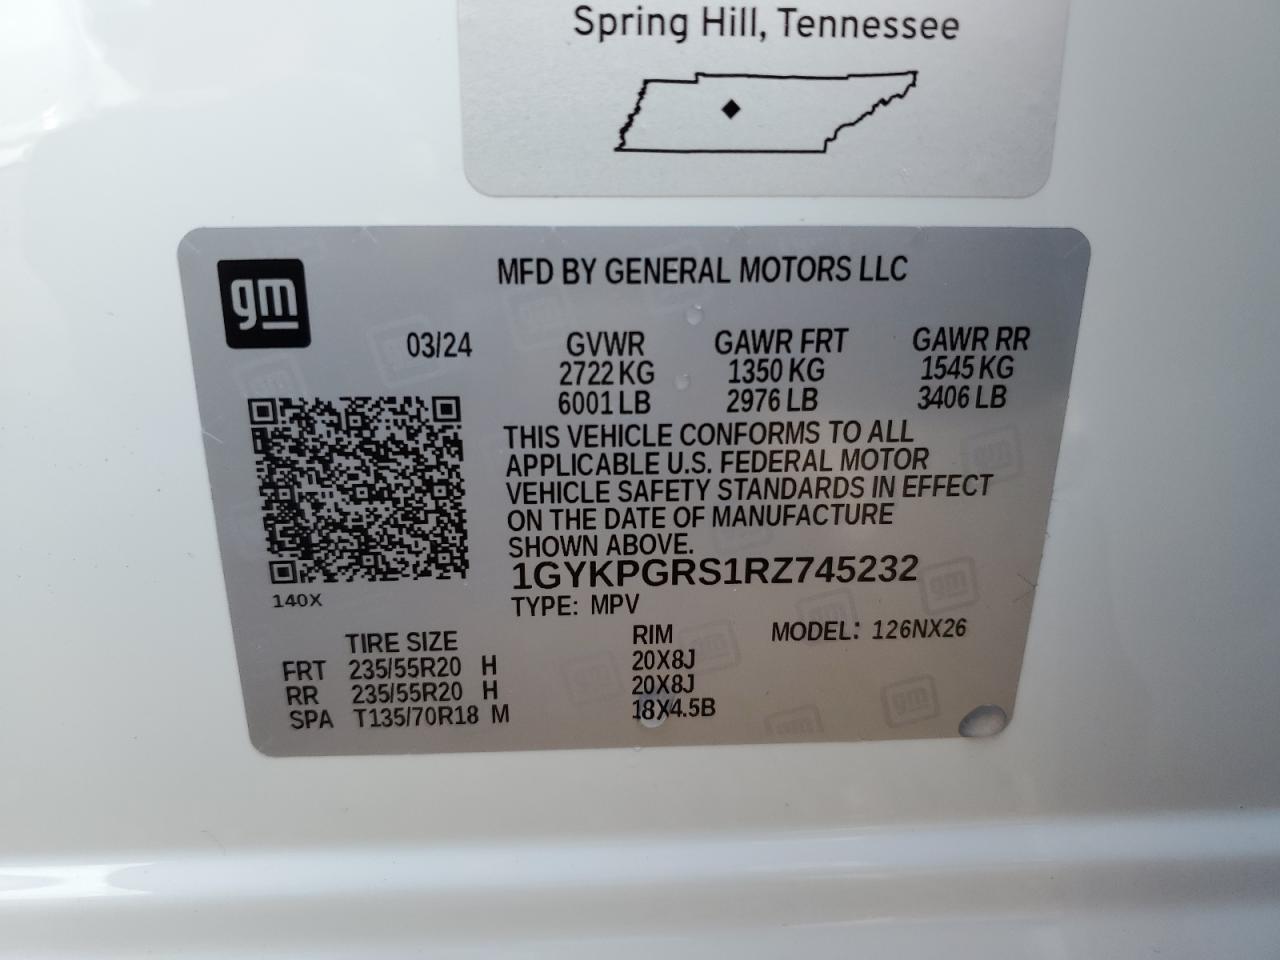 Spring Hill, Tennessee
gm
MFD BY GENERAL MOTORS LLC
03/24 GVWR GAWR FRT GAWR RR
2722 KG 1350 KG 1545 KG
6001 LB 2976 LB 3406 LB
THIS VEHICLE CONFORMS TO ALL
APPLICABLE U.S. FEDERAL MOTOR
VEHICLE SAFETY STANDARDS IN EFFECT
ON THE DATE OF MANUFACTURE
SHOWN ABOVE.
1GYKPGRS1RZ745232
140X
TYPE: MPV
TIRE SIZE RIM MODEL: 126NX26
FRT 235/55R20 H 20X8J
RR 235/55R20 H 20X8J
SPA T135/70R18 M 18X4.5B